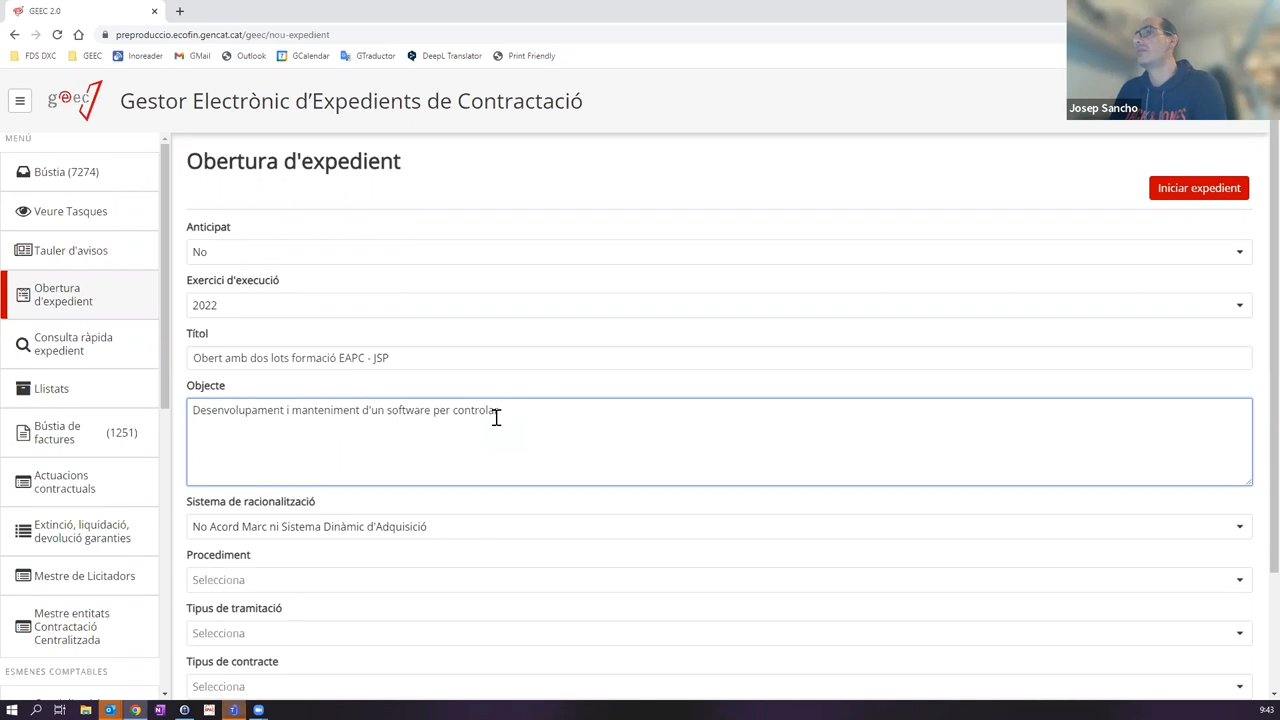 GEEC 2.0
preproduccio.ecofin.gencat.cat/geec/nou-expedient
FDS DXC
GEEC
Inoreader
GMail
Outlook
GCalendar
GTraductor
DeepL Translator
Print Friendly
Josep Sancho
geec
Gestor Electrònic d'Expedients de Contractació
MENÚ
Bústia (7274)
Veure Tasques
Tauler d'avisos
Obertura
d'expedient
Consulta ràpida
expedient
Llistats
Bústia de
factures
(1251)
Actuacions
contractuals
Extinció, liquidació,
devolució garanties
Mestre de Licitadors
Mestre entitats
Contractació
Centralitzada
ESMENES COMPTABLES
Obertura d'expedient
Iniciar expedient
Anticipat
No
Exercici d'execució
2022
Títol
Obert amb dos lots formació EAPC - JSP
Objecte
Desenvolupament i manteniment d'un software per controlar
Sistema de racionalització
No Acord Marc ni Sistema Dinàmic d'Adquisició
Procediment
Selecciona
Tipus de tramitació
Selecciona
Tipus de contracte
Selecciona
9:43